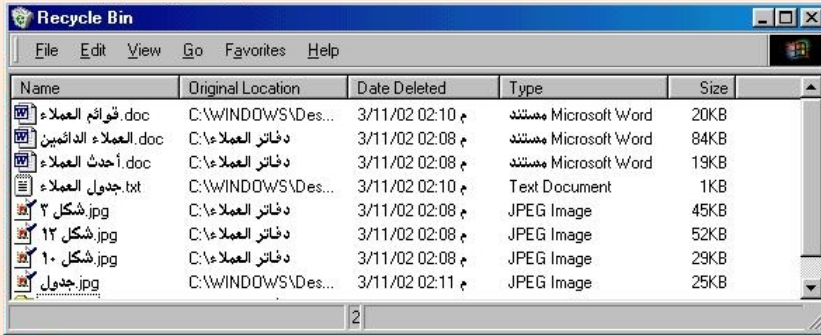 Recycle Bin
File Edit View Go Favorites Help
Name Original Location Date Deleted Type Size
قوائم العملاء.doc C:\WINDOWS\Des... 3/11/02 02:10 م مستند Microsoft Word 20KB
العملاء الدائمين.doc C:\دفاتر العملاء 3/11/02 02:08 م مستند Microsoft Word 84KB
أحدث العملاء.doc C:\دفاتر العملاء 3/11/02 02:08 م مستند Microsoft Word 19KB
جدول العملاء.txt C:\WINDOWS\Des... 3/11/02 02:10 م Text Document 1KB
شكل ٣.jpg C:\دفاتر العملاء 3/11/02 02:08 م JPEG Image 45KB
شكل ١٢.jpg C:\دفاتر العملاء 3/11/02 02:08 م JPEG Image 52KB
شكل ١٠.jpg C:\دفاتر العملاء 3/11/02 02:08 م JPEG Image 29KB
جدول.jpg C:\WINDOWS\Des... 3/11/02 02:11 م JPEG Image 25KB
2